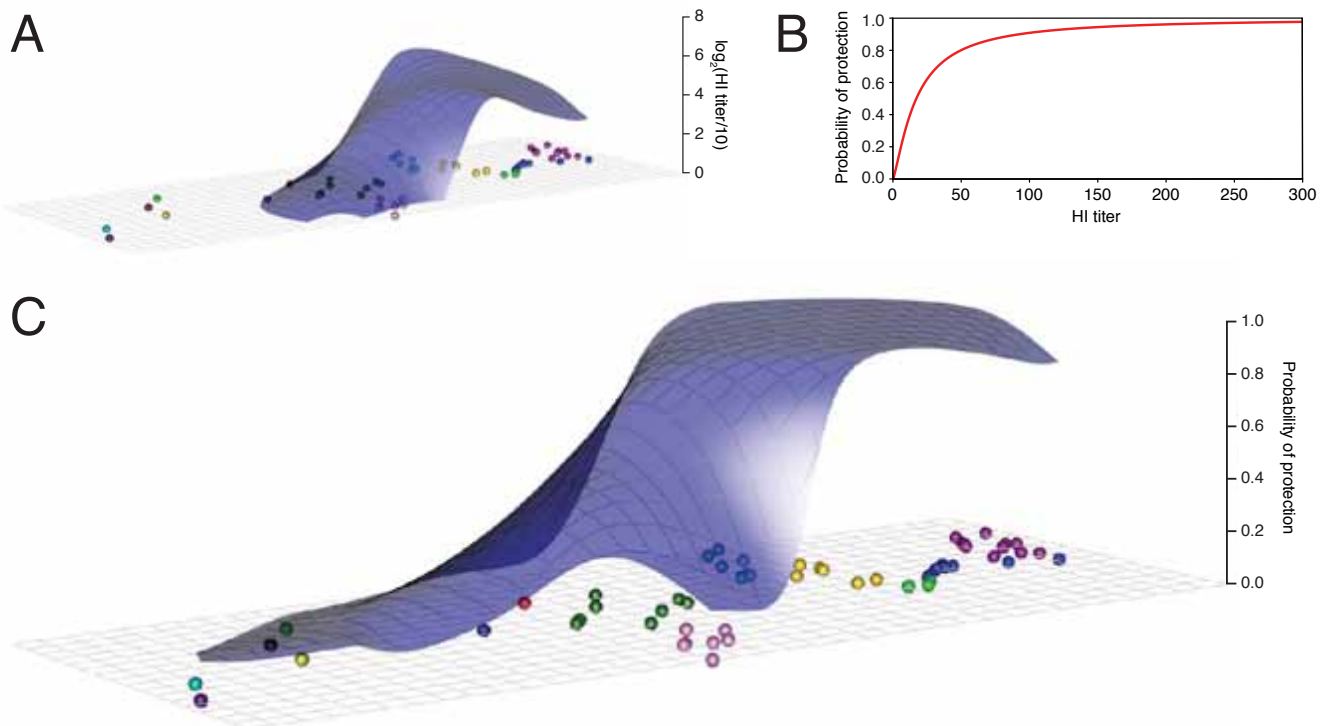 A
8
6
4
2
0
log2(HI titer/10)
B
1.0
0.8
0.6
0.4
0.2
0.0
Probability of protection
0 50 100 150 200 250 300
HI titer
C
1.0
0.8
0.6
0.4
0.2
0.0
Probability of protection